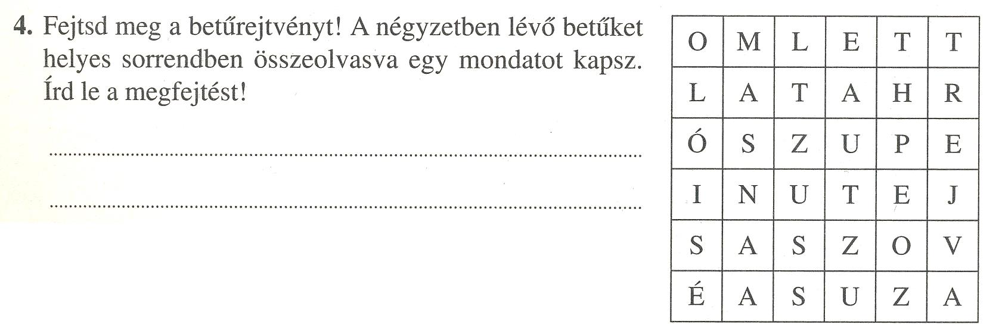 4. Fejtsd meg a betűrejtvényt! A négyzetben lévő betűket
helyes sorrendben összeolvasva egy mondatot kapsz.
Írd le a megfejtést!
O M L E T T
L A T A H R
Ó S Z U P E
I N U T E J
S A S Z O V
É A S U Z A